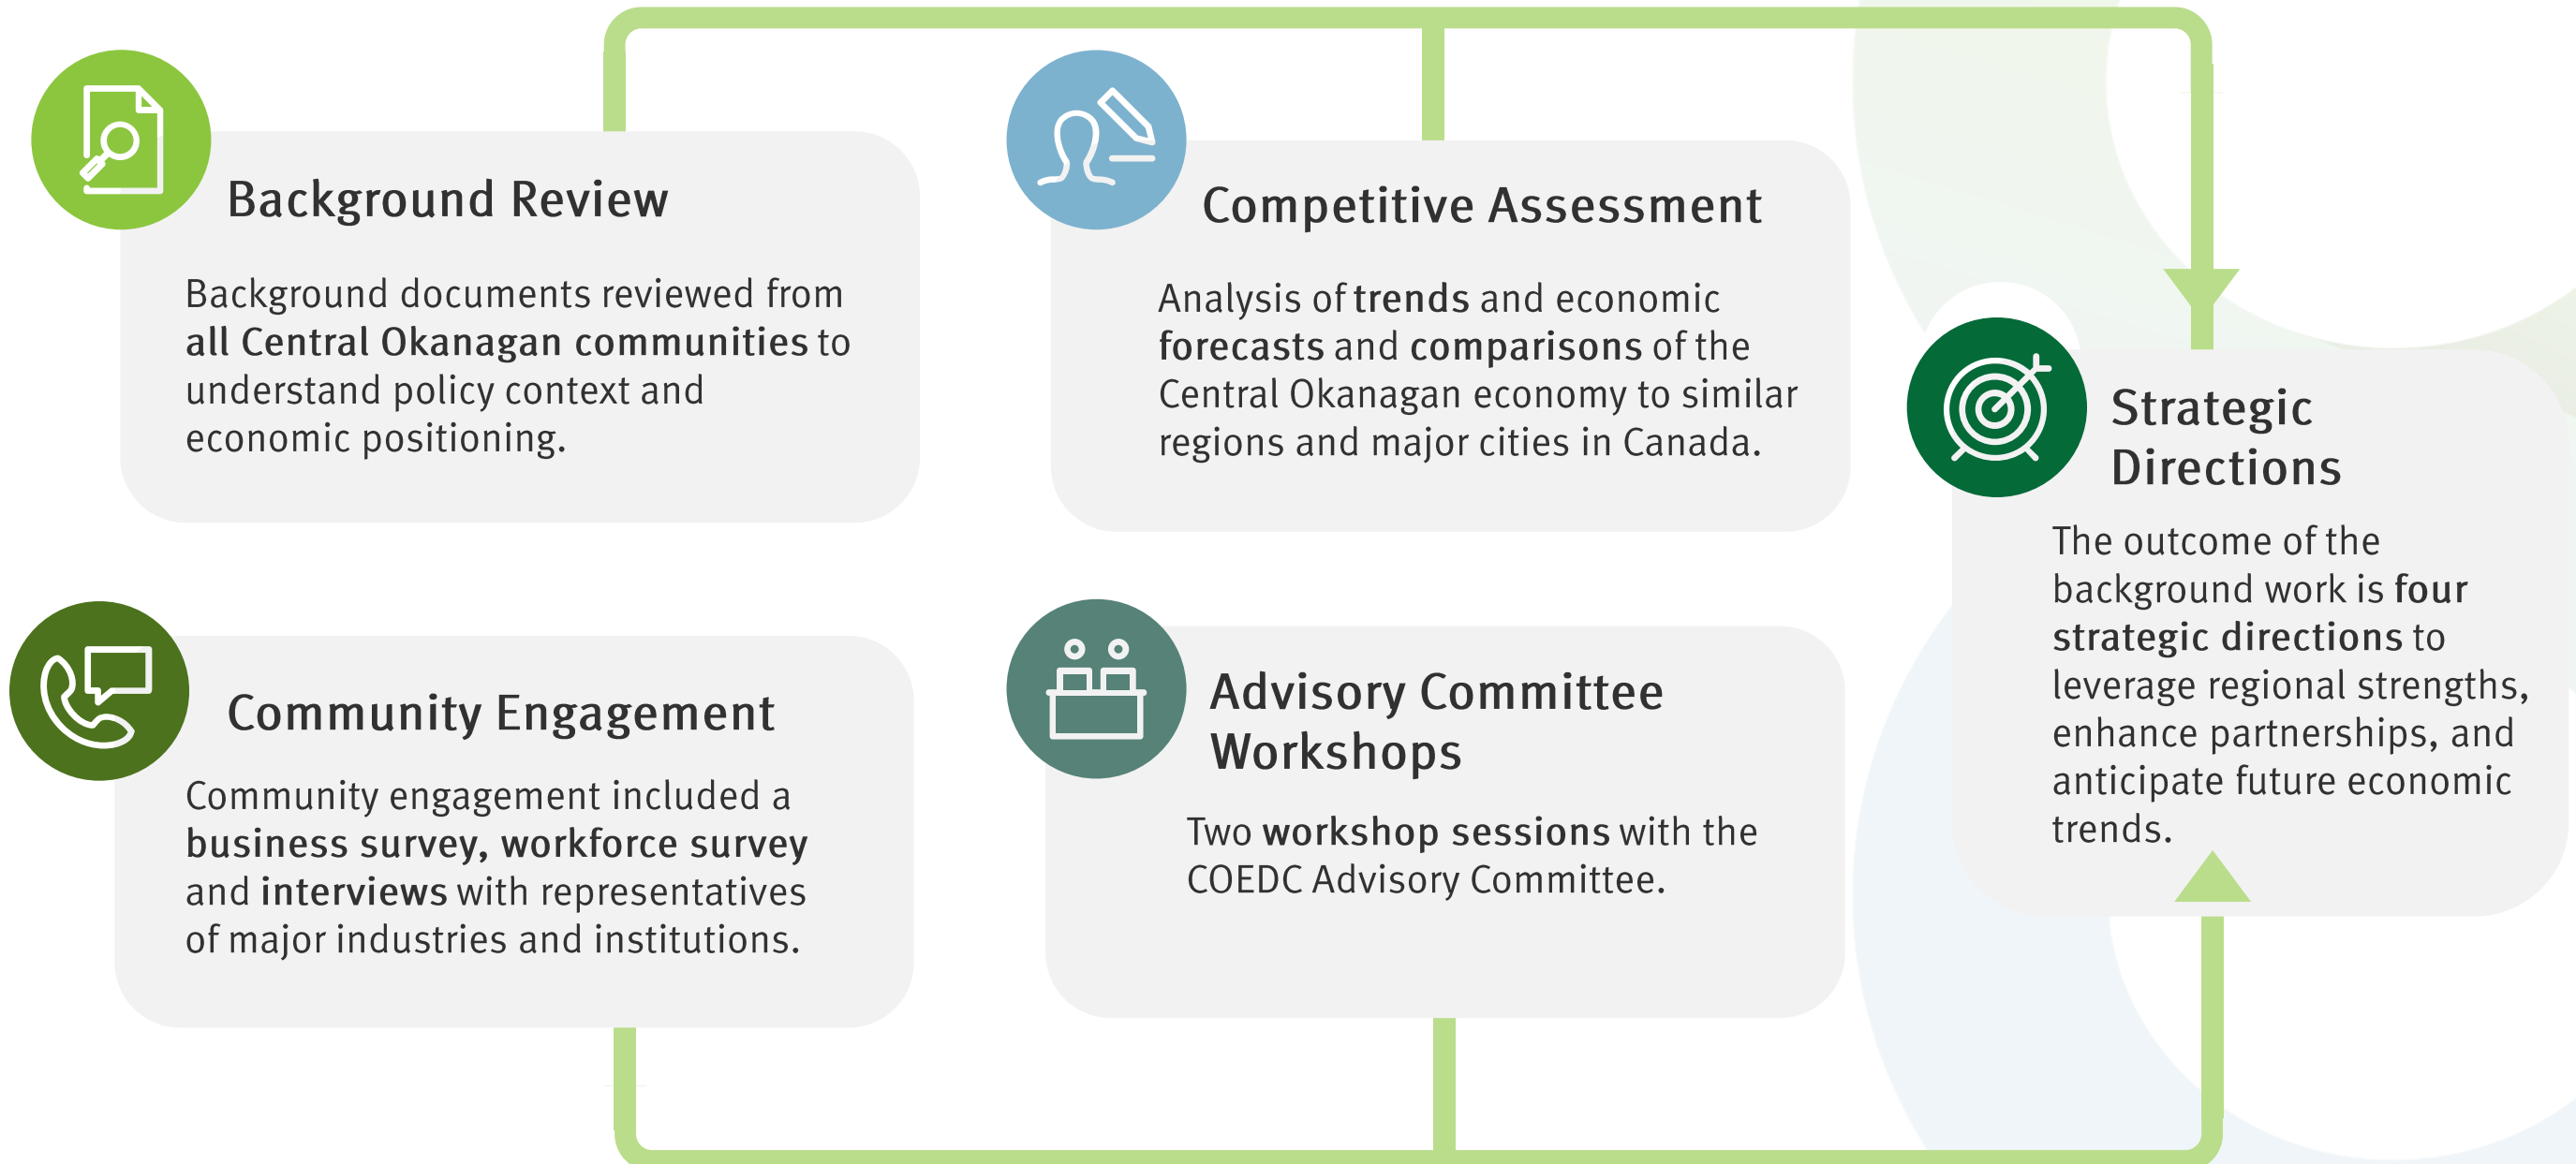 Background Review
Background documents reviewed from
all Central Okanagan communities to
understand policy context and
economic positioning.
Competitive Assessment
Analysis of trends and economic
forecasts and comparisons of the
Central Okanagan economy to similar
regions and major cities in Canada.
Community Engagement
Community engagement included a
business survey, workforce survey
and interviews with representatives
of major industries and institutions.
Advisory Committee
Workshops
Two workshop sessions with the
COEDC Advisory Committee.
Strategic
Directions
The outcome of the
background work is four
strategic directions to
leverage regional strengths,
enhance partnerships, and
anticipate future economic
trends.